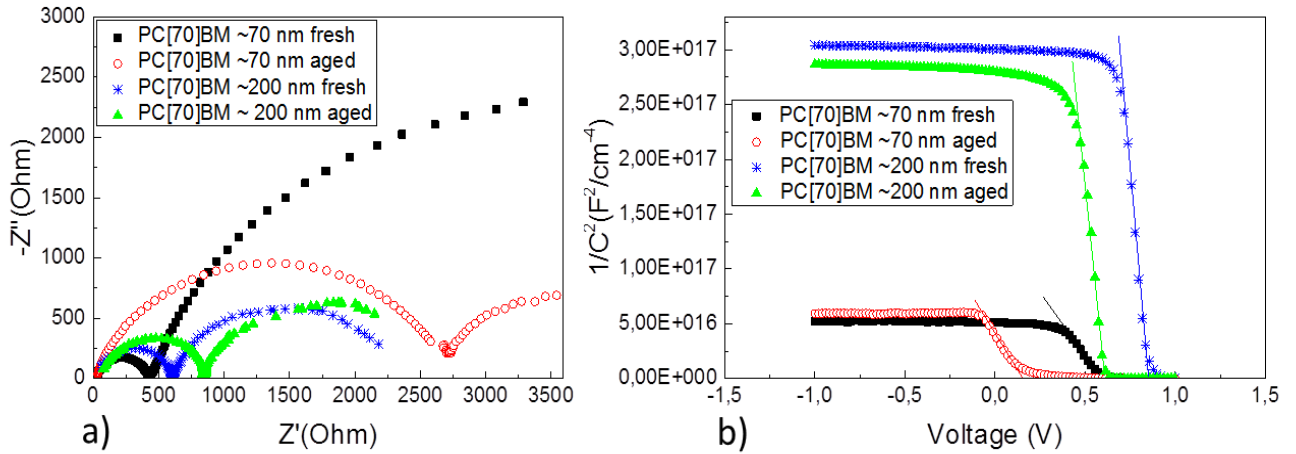 3000
2500
2000
1500
1000
500
0
-Z''(Ohm)
PC[70]BM ~70 nm fresh
PC[70]BM ~70 nm aged
PC[70]BM ~200 nm fresh
PC[70]BM ~ 200 nm aged
0 500 1000 1500 2000 2500 3000 3500
a)
Z'(Ohm)
3,00E+017
2,50E+017
2,00E+017
1,50E+017
1,00E+017
5,00E+016
0,00E+000
1/C²(F²/cm⁻⁴)
PC[70]BM ~70 nm fresh
PC[70]BM ~70 nm aged
PC[70]BM ~200 nm fresh
PC[70]BM ~200 nm aged
-1,5 -1,0 -0,5 0,0 0,5 1,0 1,5
b)
Voltage (V)